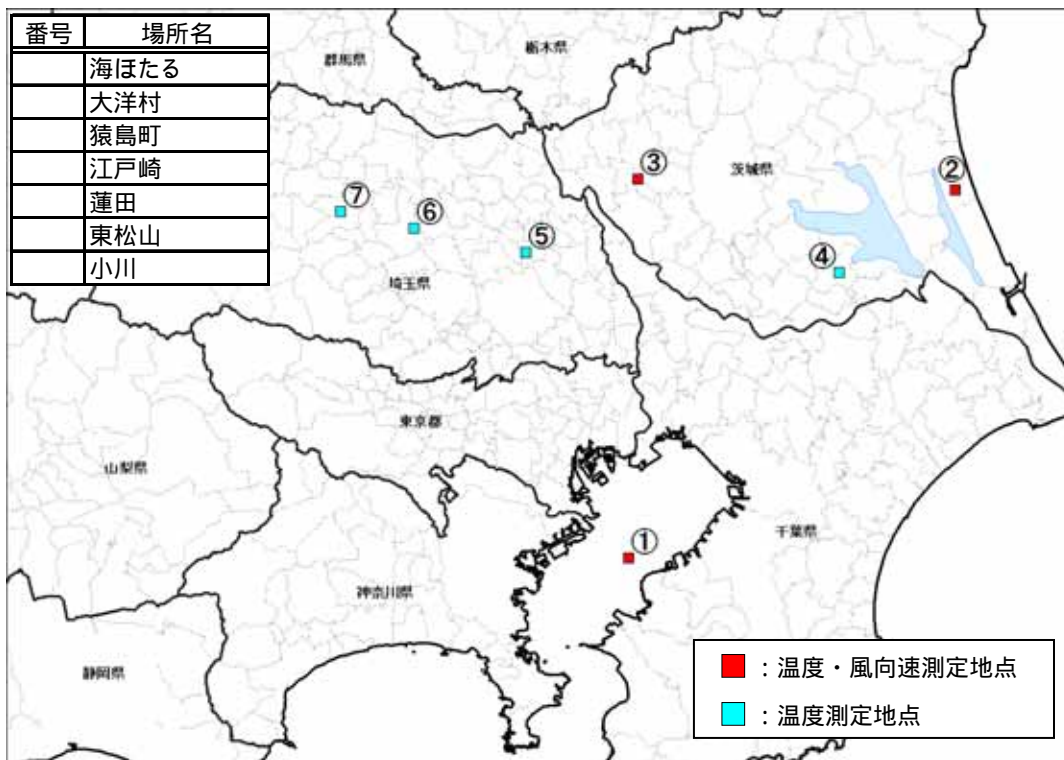 番号 場所名
海ほたる
大洋村
猿島町
江戸崎
蓮田
東松山
小川
群馬県
栃木県
茨城県
⑦
⑥
⑤
③
②
④
埼玉県
東京都
山梨県
①
千葉県
神奈川県
静岡県
:温度・風向速測定地点
:温度測定地点